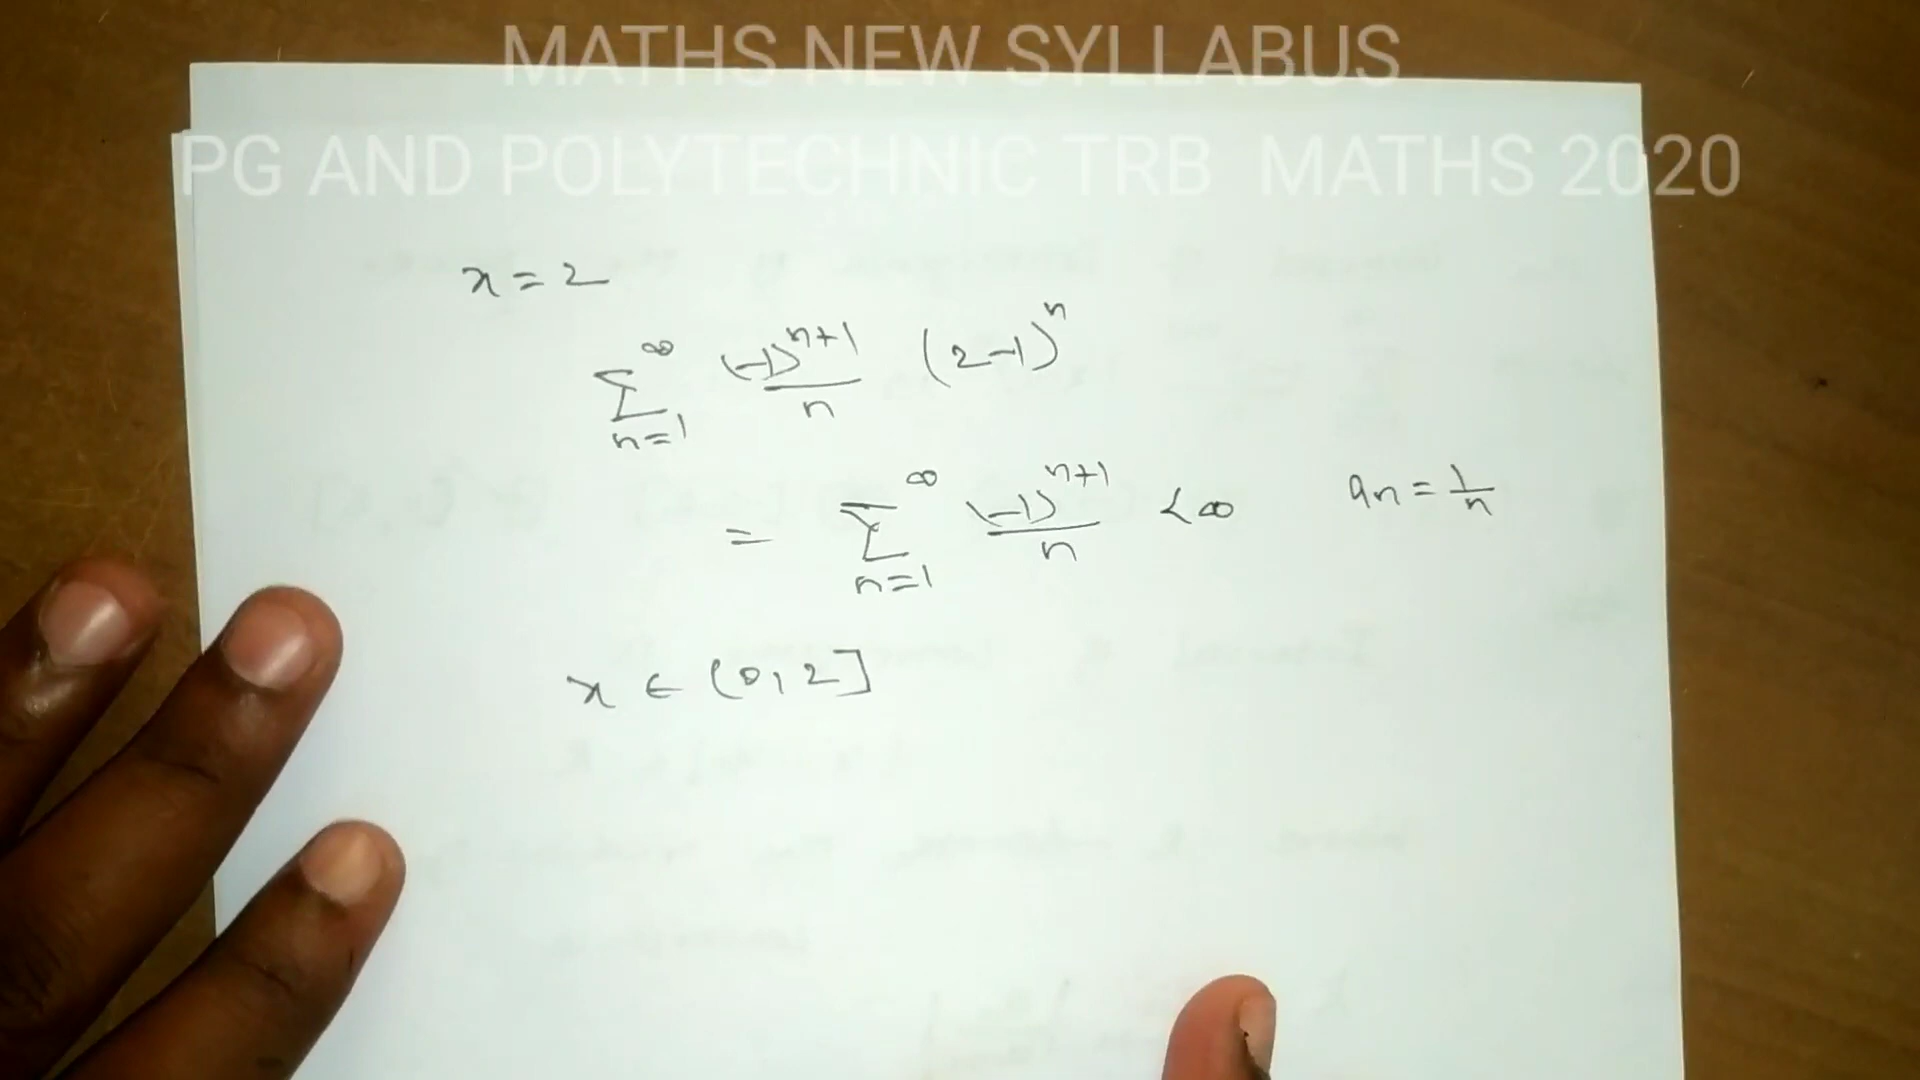 MATHS NEW SYLLABUS
PG AND POLYTECHNIC TRB MATHS 2020
x = 2
∑_{n=1}^{∞} (-1)^{n+1}/n (2-1)^n
= ∑_{n=1}^{∞} (-1)^{n+1}/n < ∞ an = 1/n
x ∈ (0, 2]